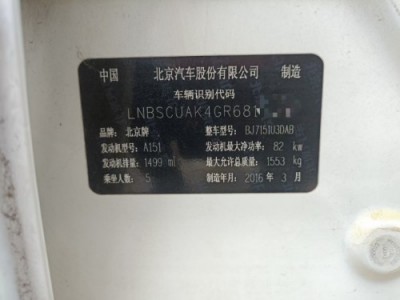 中国 北京汽车股份有限公司 制造
车辆识别代码
LNBSCUAK4GR681
品牌: 北京牌 整车型号: BJ7151U3DAB
发动机型号: A151 发动机最大净功率: 82 kw
发动机排量: 1499 ml 最大允许总质量: 1553 kg
乘坐人数: 5 制造年月: 2016 年 3 月